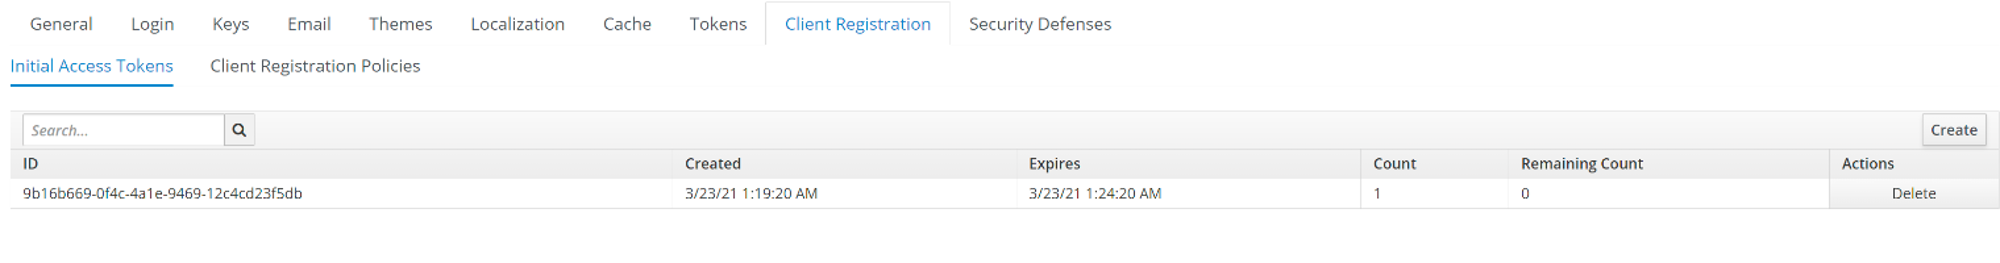 General Login Keys Email Themes Localization Cache Tokens Client Registration Security Defenses
Initial Access Tokens Client Registration Policies
Search... Create
ID Created Expires Count Remaining Count Actions
9b16b669-0f4c-4a1e-9469-12c4cd23f5db 3/23/21 1:19:20 AM 3/23/21 1:24:20 AM 1 0 Delete